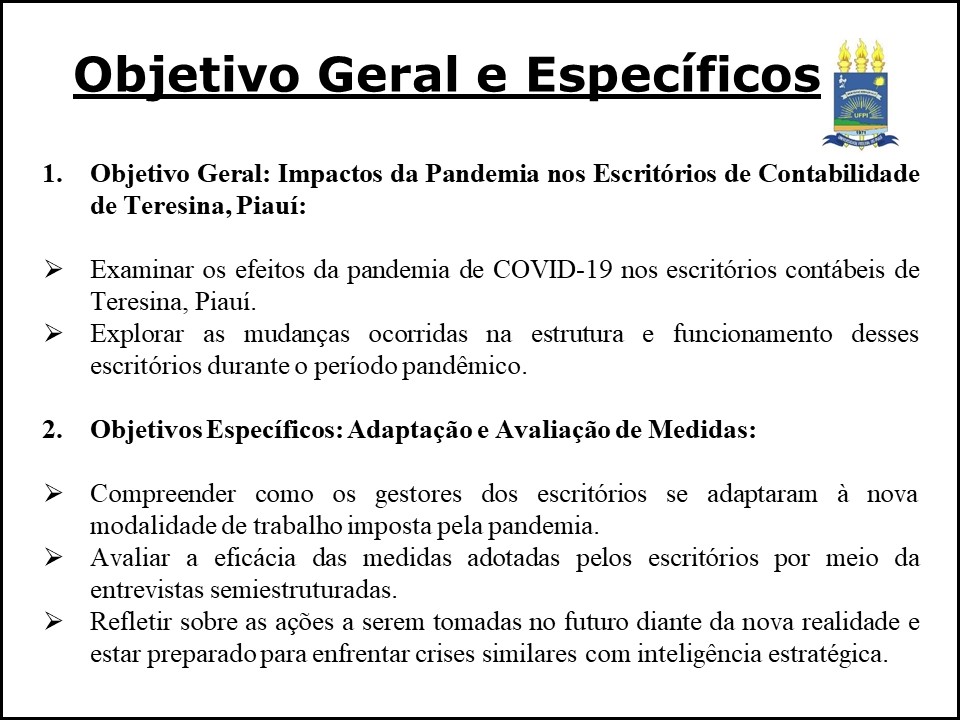 Objetivo Geral e Específicos
UFPI
1971
1. Objetivo Geral: Impactos da Pandemia nos Escritórios de Contabilidade
de Teresina, Piauí:
➢ Examinar os efeitos da pandemia de COVID-19 nos escritórios contábeis de
Teresina, Piauí.
➢ Explorar as mudanças ocorridas na estrutura e funcionamento desses
escritórios durante o período pandêmico.
2. Objetivos Específicos: Adaptação e Avaliação de Medidas:
➢ Compreender como os gestores dos escritórios se adaptaram à nova
modalidade de trabalho imposta pela pandemia.
➢ Avaliar a eficácia das medidas adotadas pelos escritórios por meio da
entrevistas semiestruturadas.
➢ Refletir sobre as ações a serem tomadas no futuro diante da nova realidade e
estar preparado para enfrentar crises similares com inteligência estratégica.